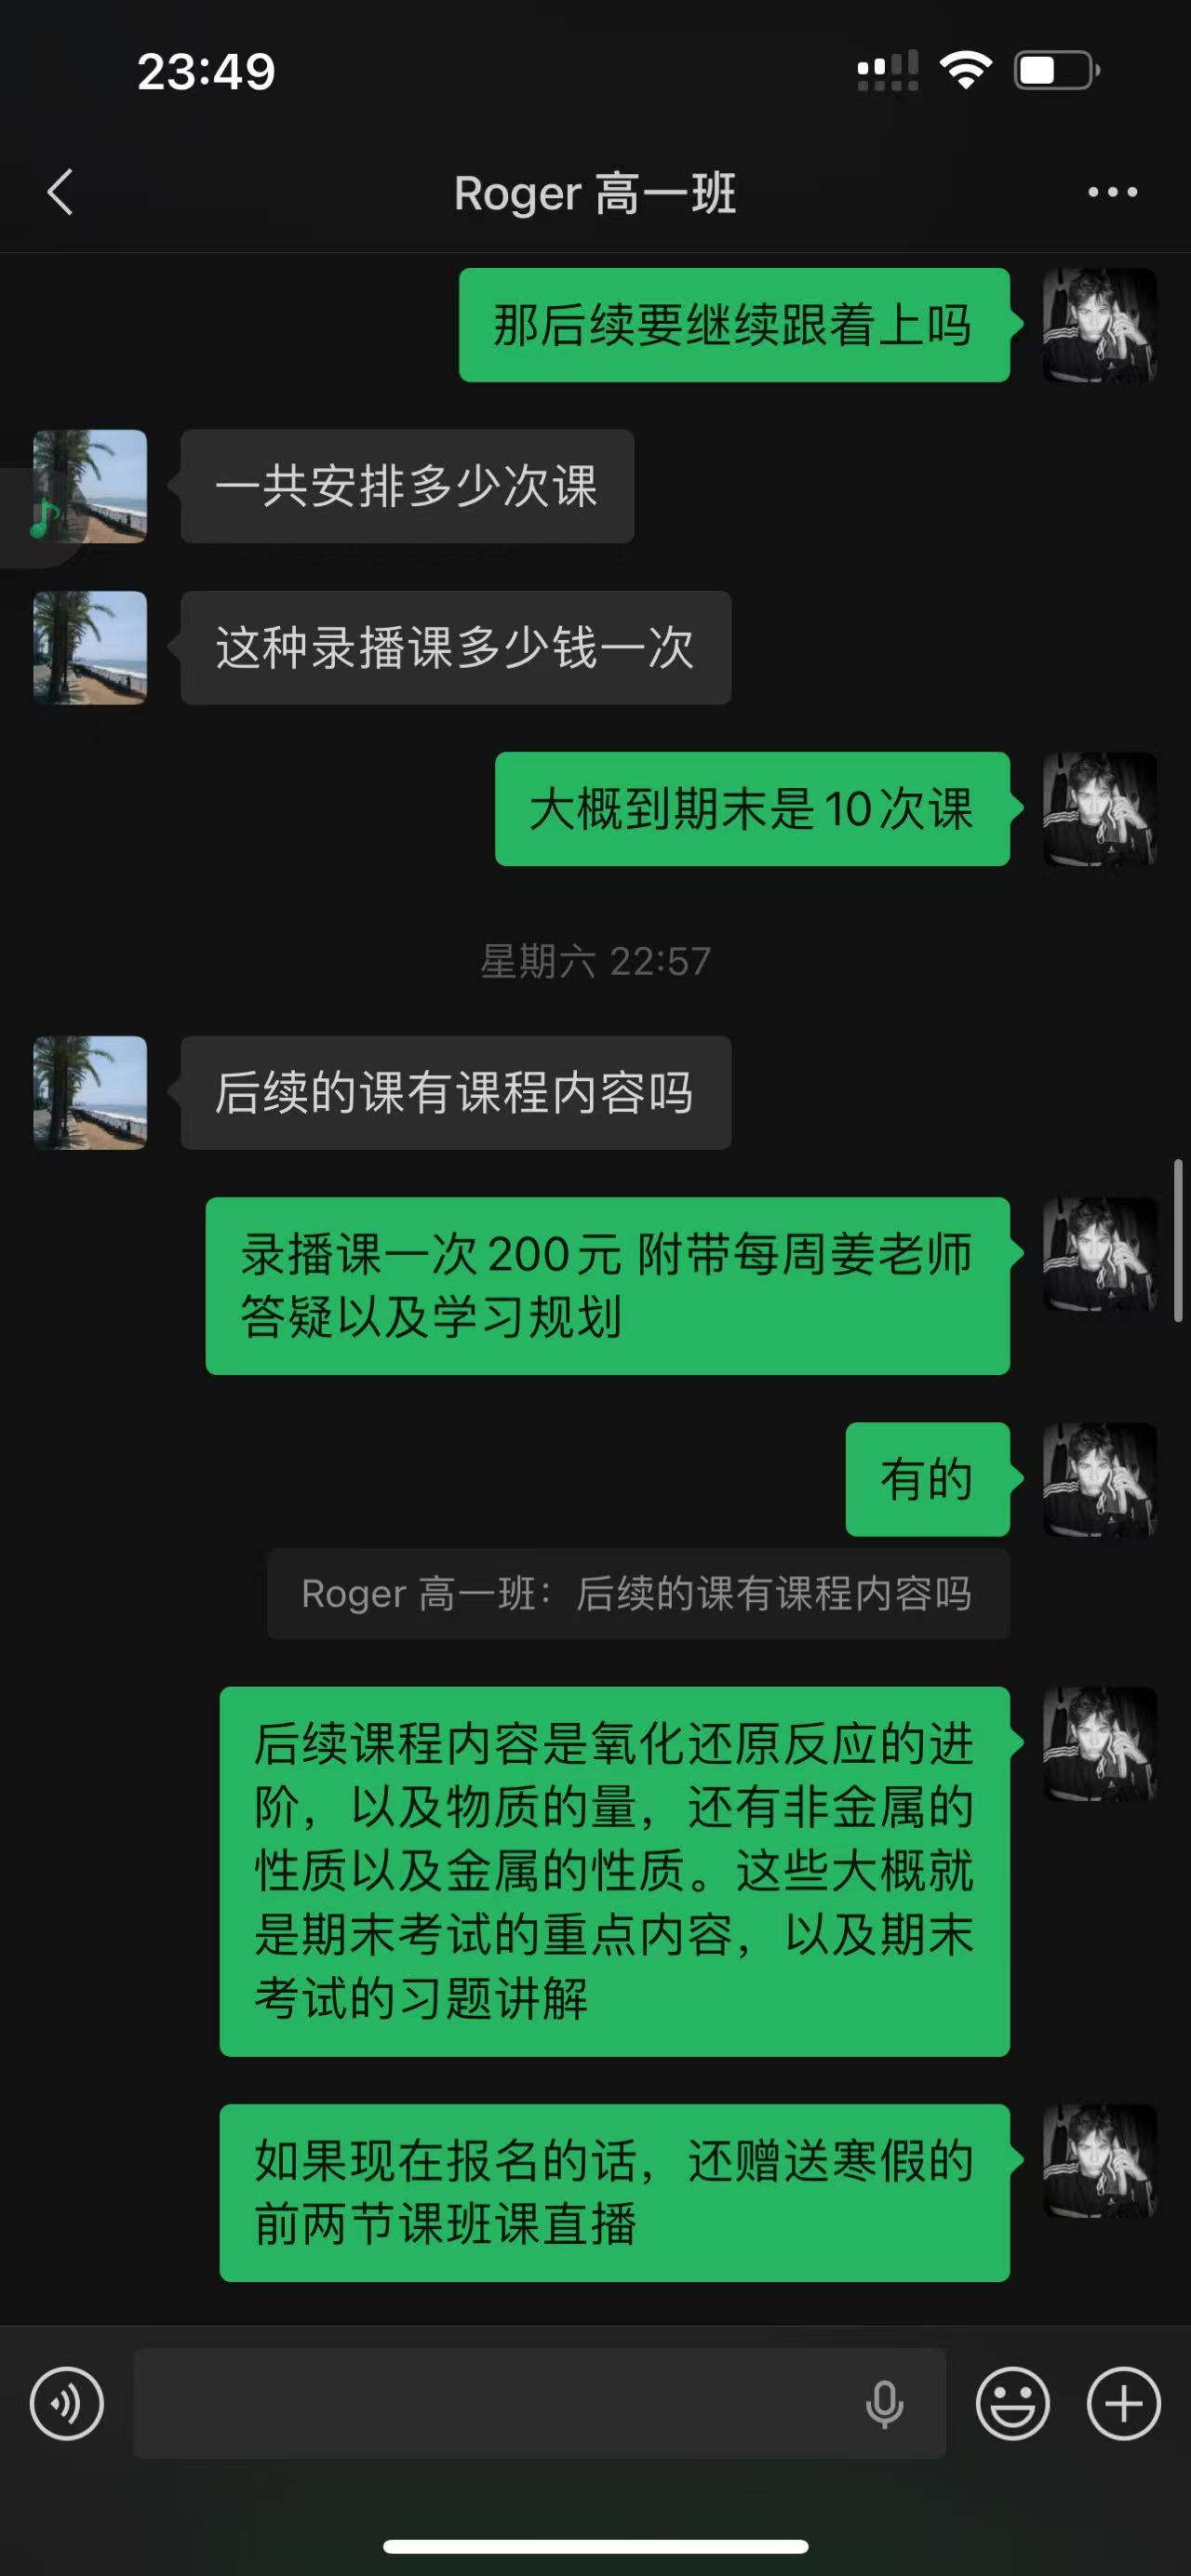 23:49
Roger 高一班
那后续要继续跟着上吗
一共安排多少次课
这种录播课多少钱一次
大概到期末是10次课
星期六 22:57
后续的课有课程内容吗
录播课一次200元 附带每周姜老师
答疑以及学习规划
有的
Roger 高一班：后续的课有课程内容吗
后续课程内容是氧化还原反应的进
阶，以及物质的量，还有非金属的
性质以及金属的性质。这些大概就
是期末考试的重点内容，以及期末
考试的习题讲解
如果现在报名的话，还赠送寒假的
前两节课班课直播